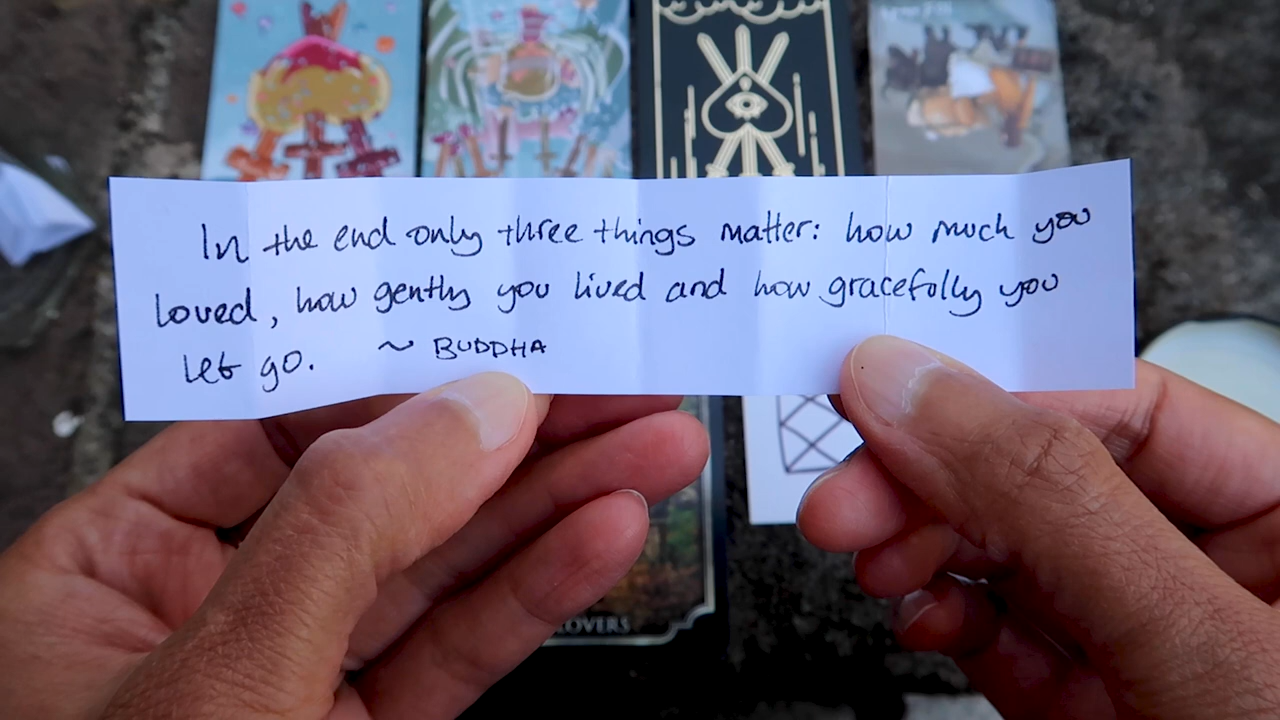 In the end only three things matter: how much you
loved, how gently you lived and how gracefully you
let go. ~ BUDDHA
LOVERS